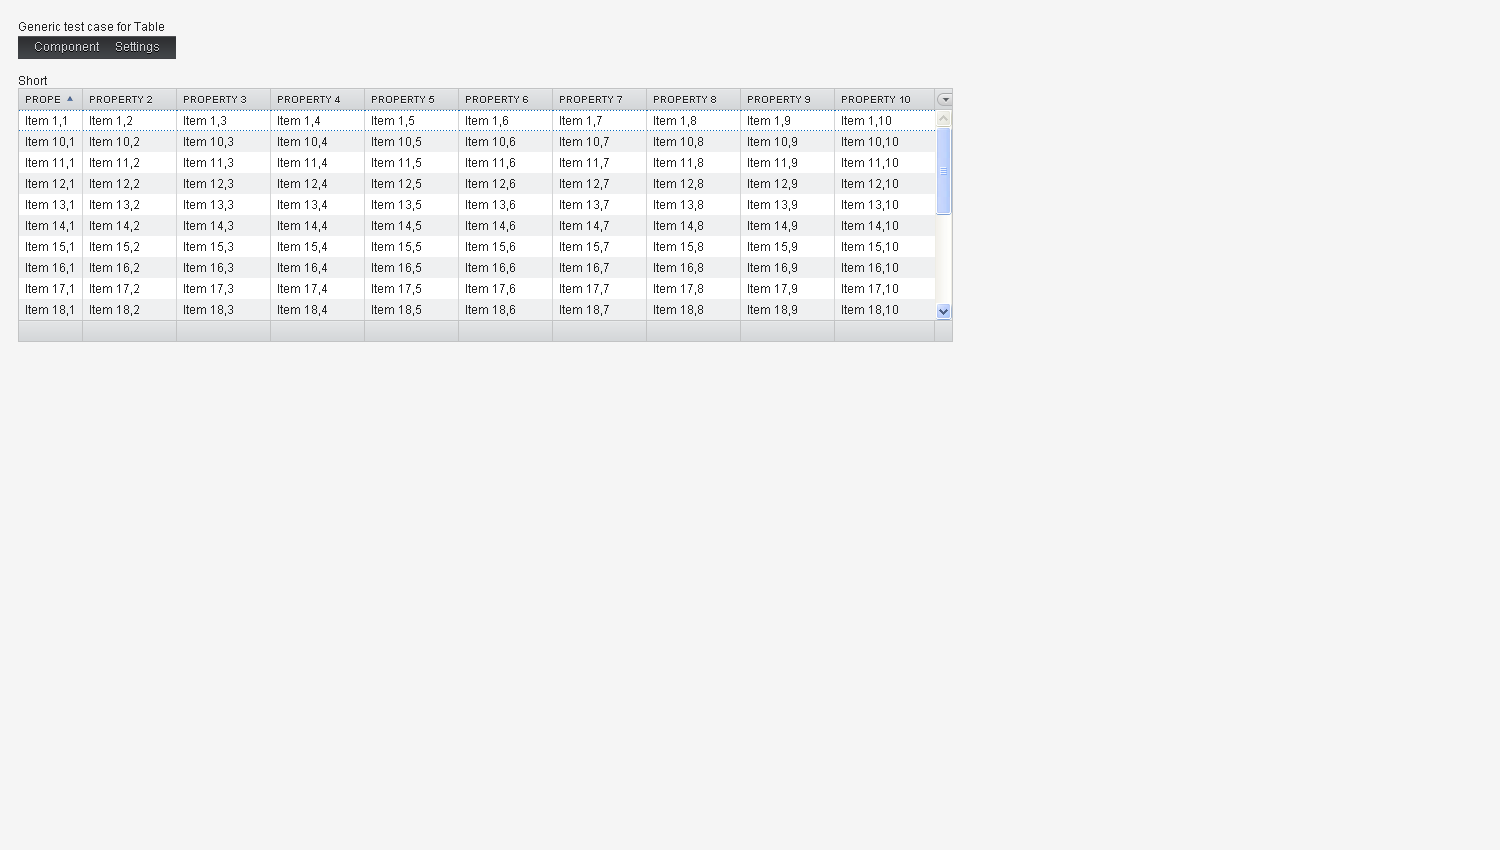 Generic test case for Table
Component Settings
Short
PROPE PROPERTY 2 PROPERTY 3 PROPERTY 4 PROPERTY 5 PROPERTY 6 PROPERTY 7 PROPERTY 8 PROPERTY 9 PROPERTY 10
Item 1,1 Item 1,2 Item 1,3 Item 1,4 Item 1,5 Item 1,6 Item 1,7 Item 1,8 Item 1,9 Item 1,10
Item 10,1 Item 10,2 Item 10,3 Item 10,4 Item 10,5 Item 10,6 Item 10,7 Item 10,8 Item 10,9 Item 10,10
Item 11,1 Item 11,2 Item 11,3 Item 11,4 Item 11,5 Item 11,6 Item 11,7 Item 11,8 Item 11,9 Item 11,10
Item 12,1 Item 12,2 Item 12,3 Item 12,4 Item 12,5 Item 12,6 Item 12,7 Item 12,8 Item 12,9 Item 12,10
Item 13,1 Item 13,2 Item 13,3 Item 13,4 Item 13,5 Item 13,6 Item 13,7 Item 13,8 Item 13,9 Item 13,10
Item 14,1 Item 14,2 Item 14,3 Item 14,4 Item 14,5 Item 14,6 Item 14,7 Item 14,8 Item 14,9 Item 14,10
Item 15,1 Item 15,2 Item 15,3 Item 15,4 Item 15,5 Item 15,6 Item 15,7 Item 15,8 Item 15,9 Item 15,10
Item 16,1 Item 16,2 Item 16,3 Item 16,4 Item 16,5 Item 16,6 Item 16,7 Item 16,8 Item 16,9 Item 16,10
Item 17,1 Item 17,2 Item 17,3 Item 17,4 Item 17,5 Item 17,6 Item 17,7 Item 17,8 Item 17,9 Item 17,10
Item 18,1 Item 18,2 Item 18,3 Item 18,4 Item 18,5 Item 18,6 Item 18,7 Item 18,8 Item 18,9 Item 18,10